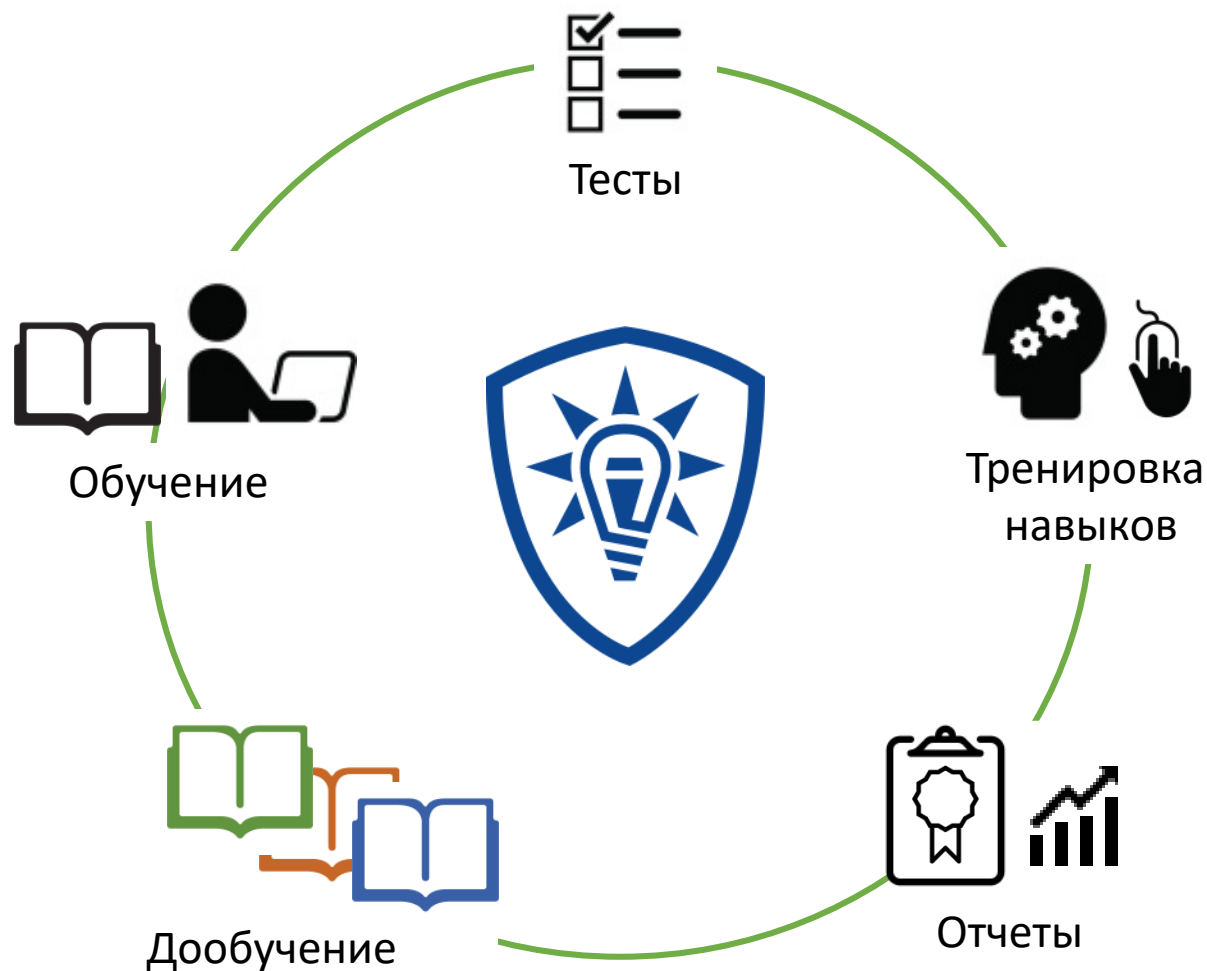 Тесты
Обучение
Тренировка
навыков
Отчеты
Дообучение